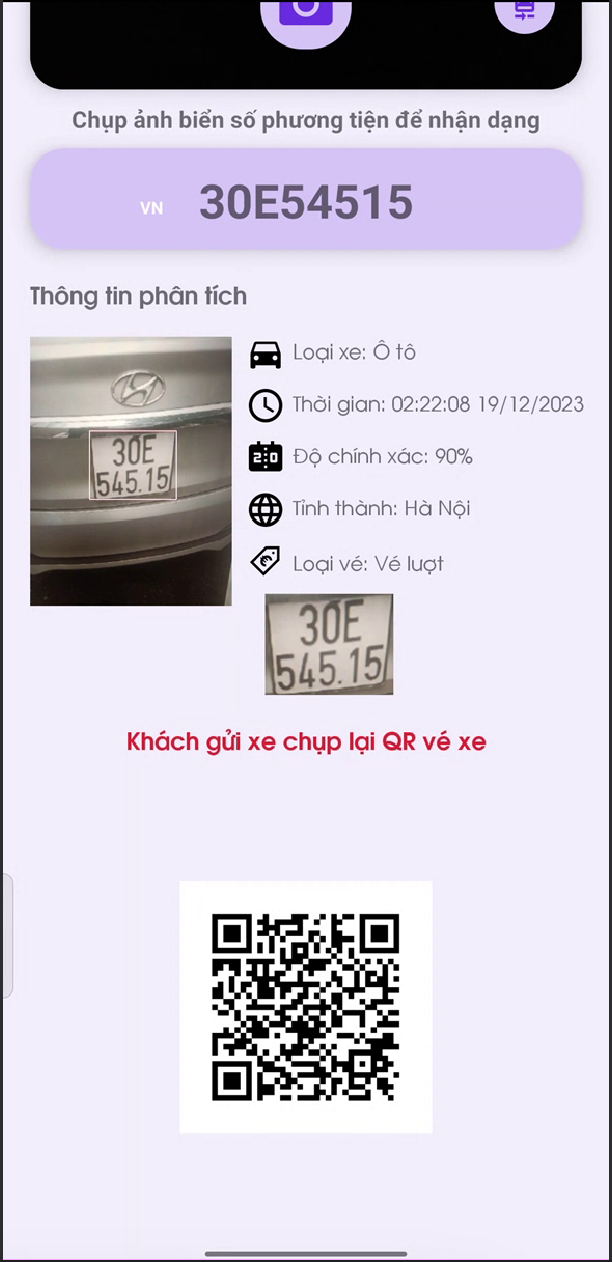 Chụp ảnh biển số phương tiện để nhận dạng
VN 30E54515
Thông tin phân tích
30E
545.15
Loại xe: Ô tô
Thời gian: 02:22:08 19/12/2023
2:0 Độ chính xác: 90%
Tỉnh thành: Hà Nội
Loại vé: Vé lượt
30E
545.15
Khách gửi xe chụp lại QR vé xe